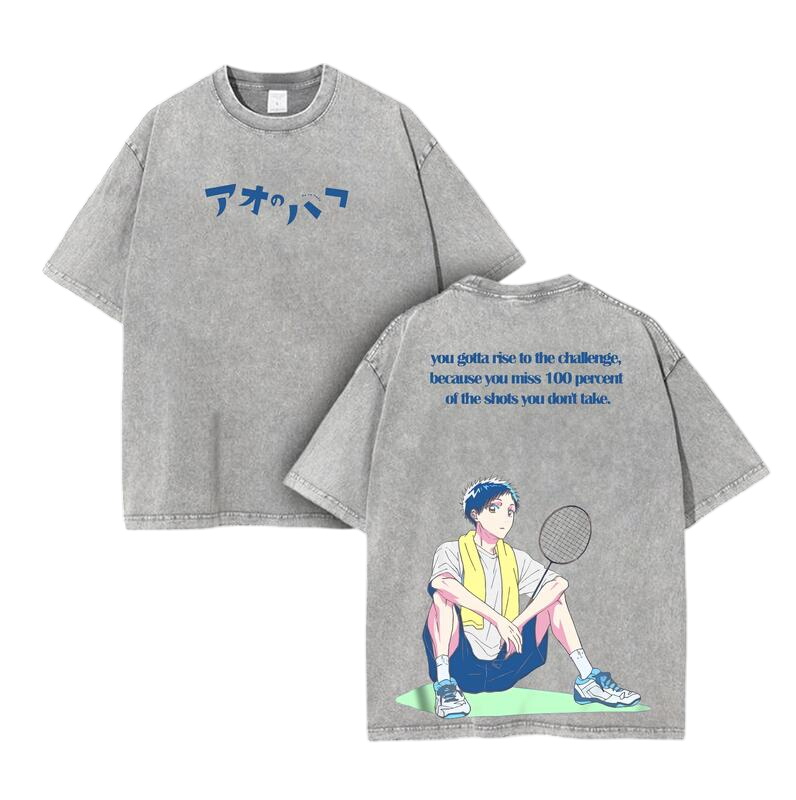 アオのハコ
you gotta rise to the challenge,
because you miss 100 percent
of the shots you don't take.